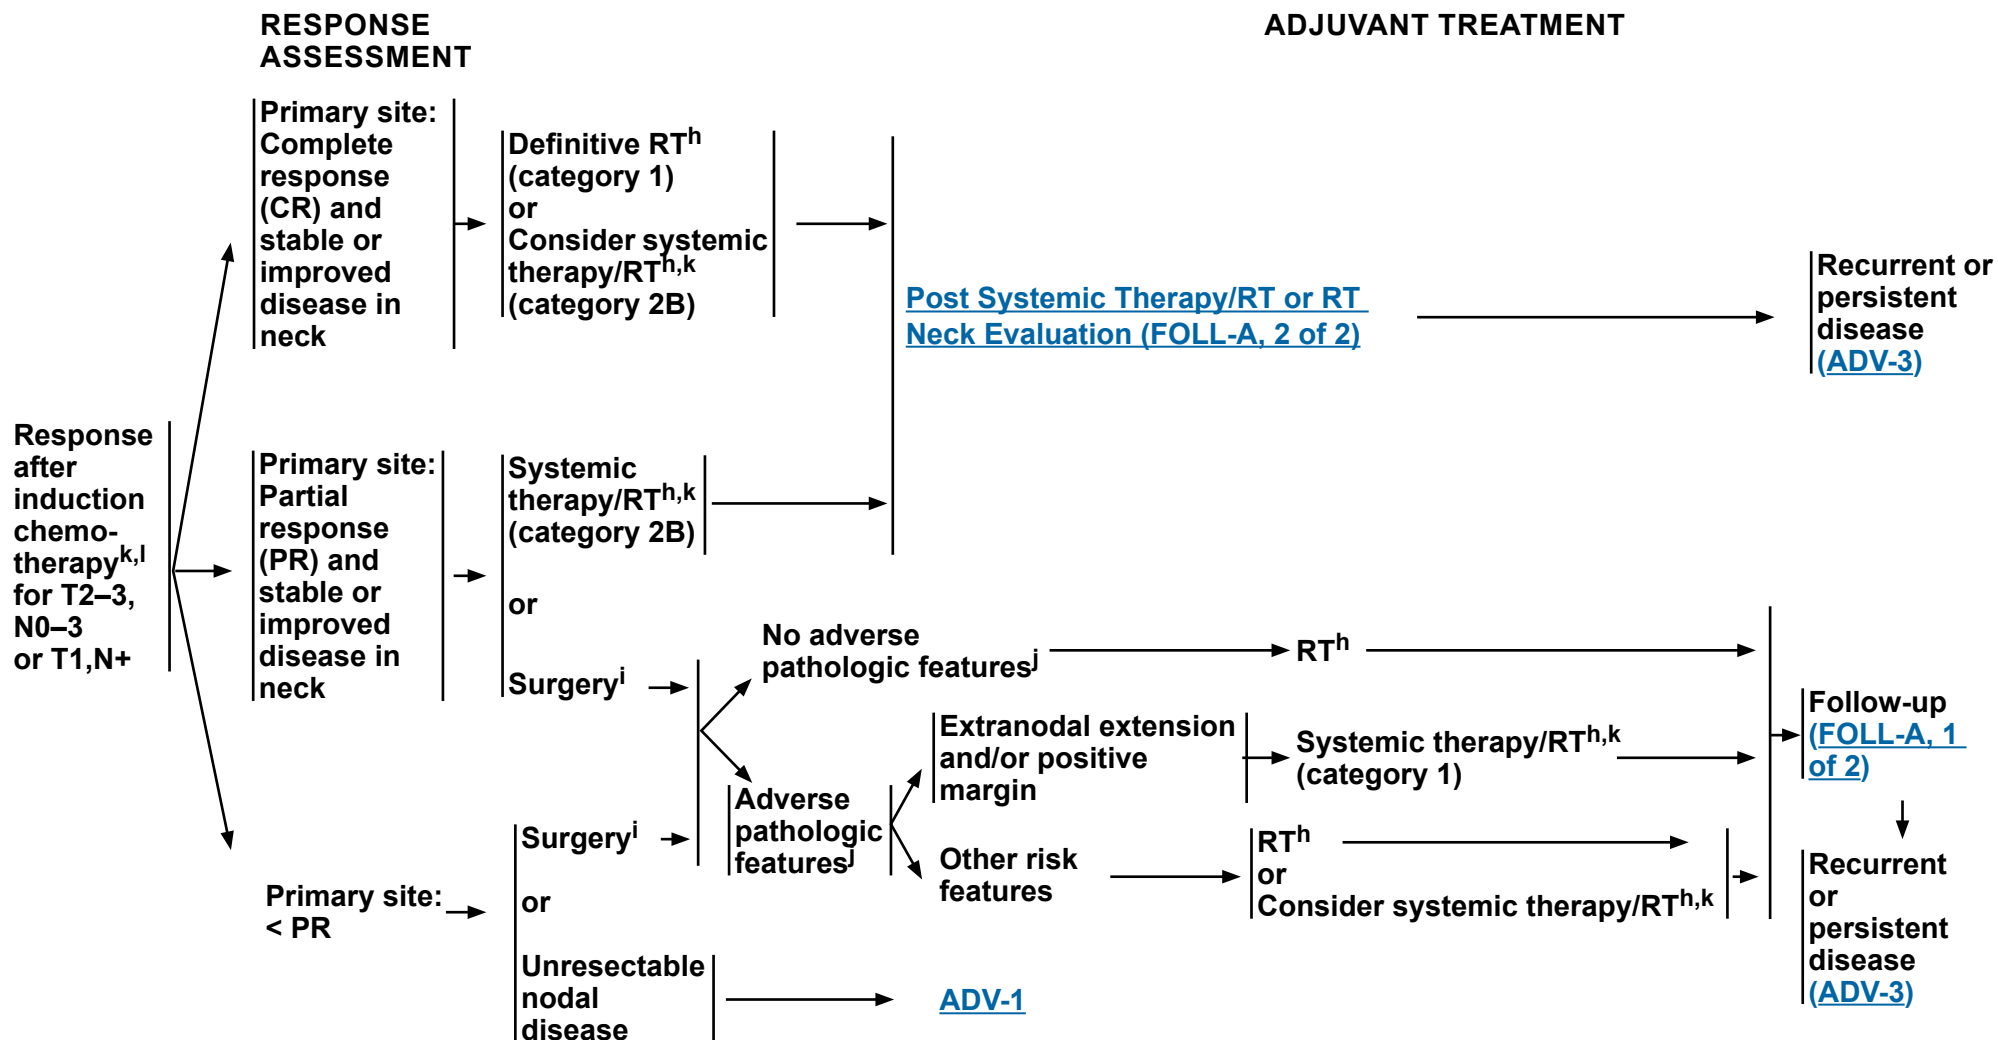 RESPONSE
ASSESSMENT
ADJUVANT TREATMENT
Response
after
induction
chemo-
therapyk,l
for T2–3,
N0–3
or T1,N+
Primary site:
Complete
response
(CR) and
stable or
improved
disease in
neck
Definitive RTh
(category 1)
or
Consider systemic
therapy/RTh,k
(category 2B)
Post Systemic Therapy/RT or RT
Neck Evaluation (FOLL-A, 2 of 2)
Recurrent or
persistent
disease
(ADV-3)
Primary site:
Partial
response
(PR) and
stable or
improved
disease in
neck
Systemic
therapy/RTh,k
(category 2B)
or
Surgeryi
No adverse
pathologic featuresj
RTh
Adverse
pathologic
featuresj
Extranodal extension
and/or positive
margin
Systemic therapy/RTh,k
(category 1)
Other risk
features
RTh
or
Consider systemic therapy/RTh,k
Follow-up
(FOLL-A, 1
of 2)
Recurrent
or
persistent
disease
(ADV-3)
Primary site:
< PR
Surgeryi
or
Unresectable
nodal
disease
ADV-1